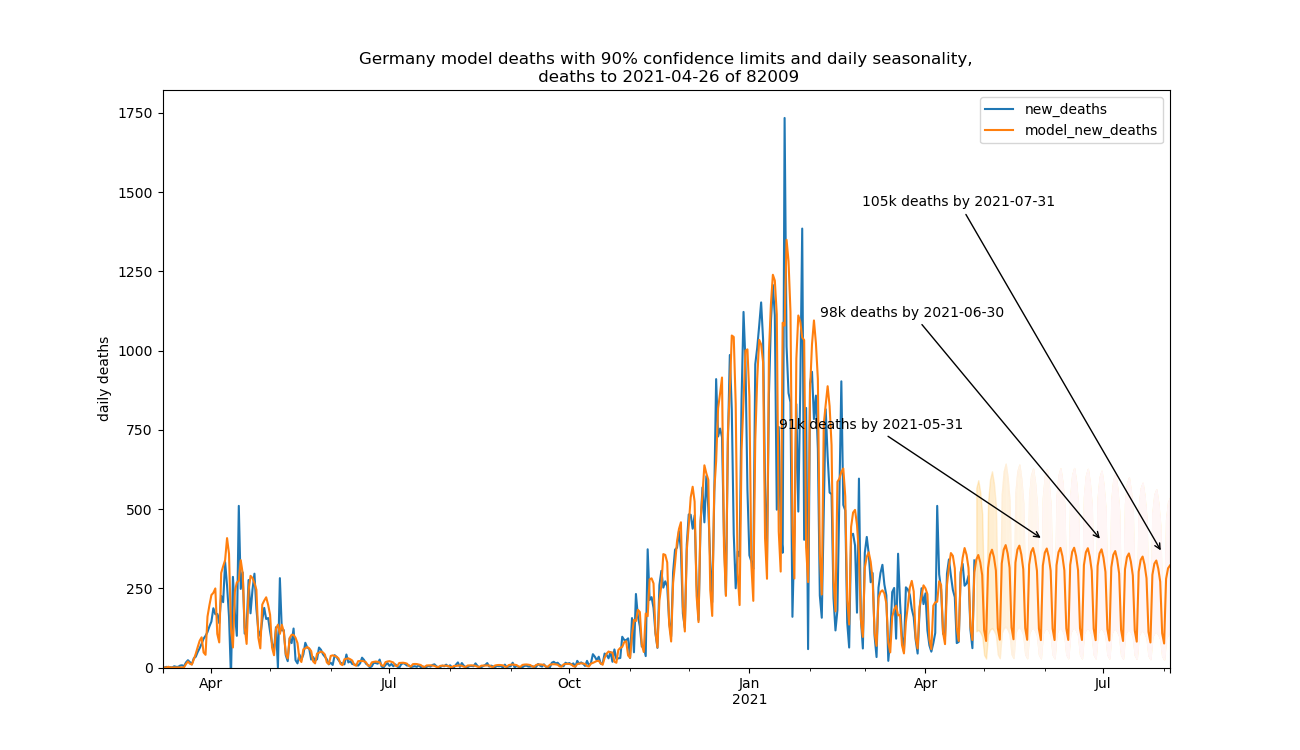 Germany model deaths with 90% confidence limits and daily seasonality,
deaths to 2021-04-26 of 82009
new_deaths
model_new_deaths
1750
1500
1250
1000
750
500
250
0
daily deaths
105k deaths by 2021-07-31
98k deaths by 2021-06-30
91k deaths by 2021-05-31
Apr
Jul
Oct
Jan
2021
Apr
Jul